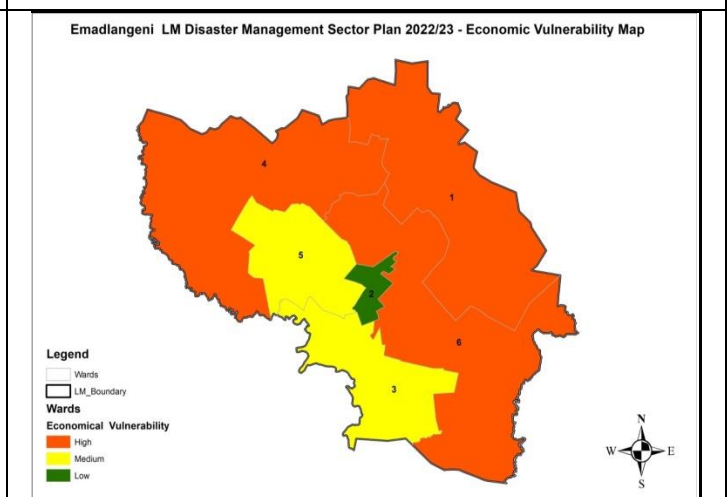 Emadlangeni LM Disaster Management Sector Plan 2022/23 - Economic Vulnerability Map
4
1
5
2
6
3
Legend
Wards
LM_Boundary
Wards
Economical Vulnerability
High
Medium
Low
N
W E
S